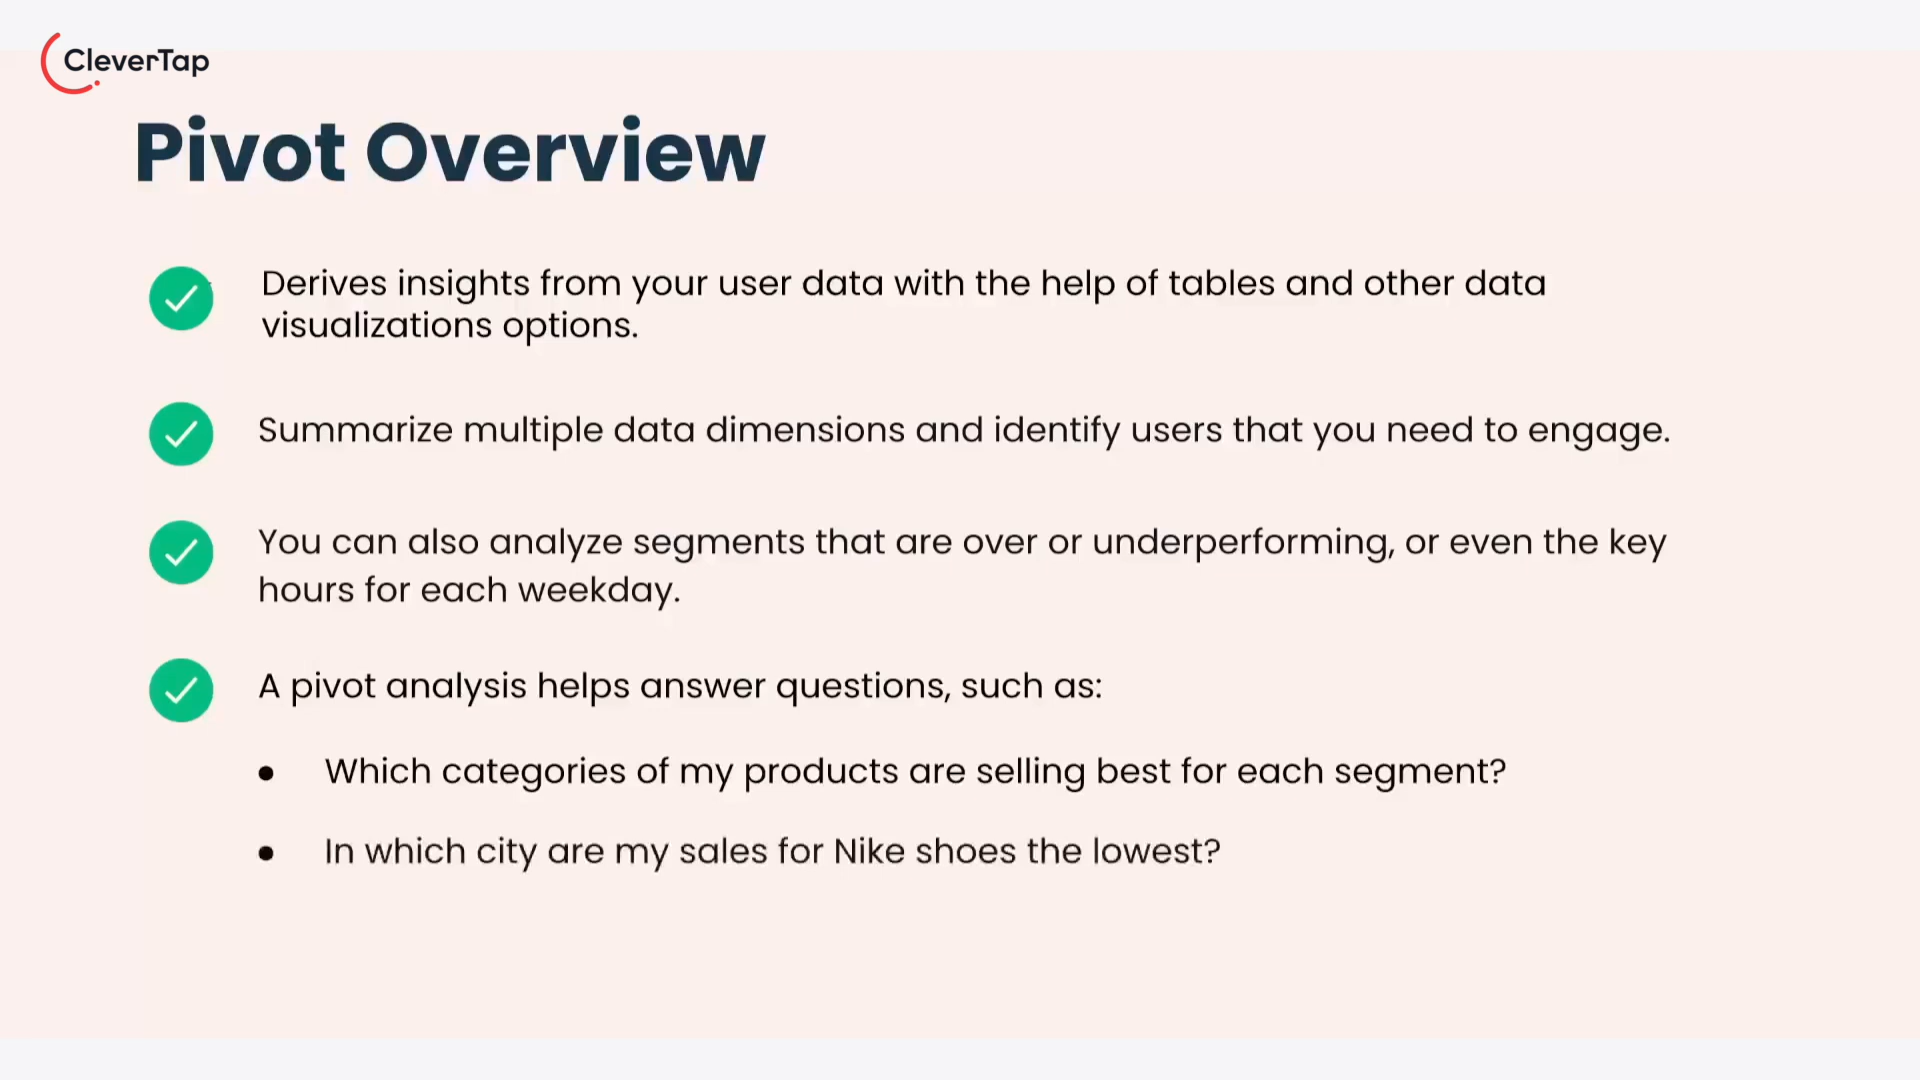 CleverTap
Pivot Overview
Derives insights from your user data with the help of tables and other data
visualizations options.
Summarize multiple data dimensions and identify users that you need to engage.
You can also analyze segments that are over or underperforming, or even the key
hours for each weekday.
A pivot analysis helps answer questions, such as:
• Which categories of my products are selling best for each segment?
• In which city are my sales for Nike shoes the lowest?